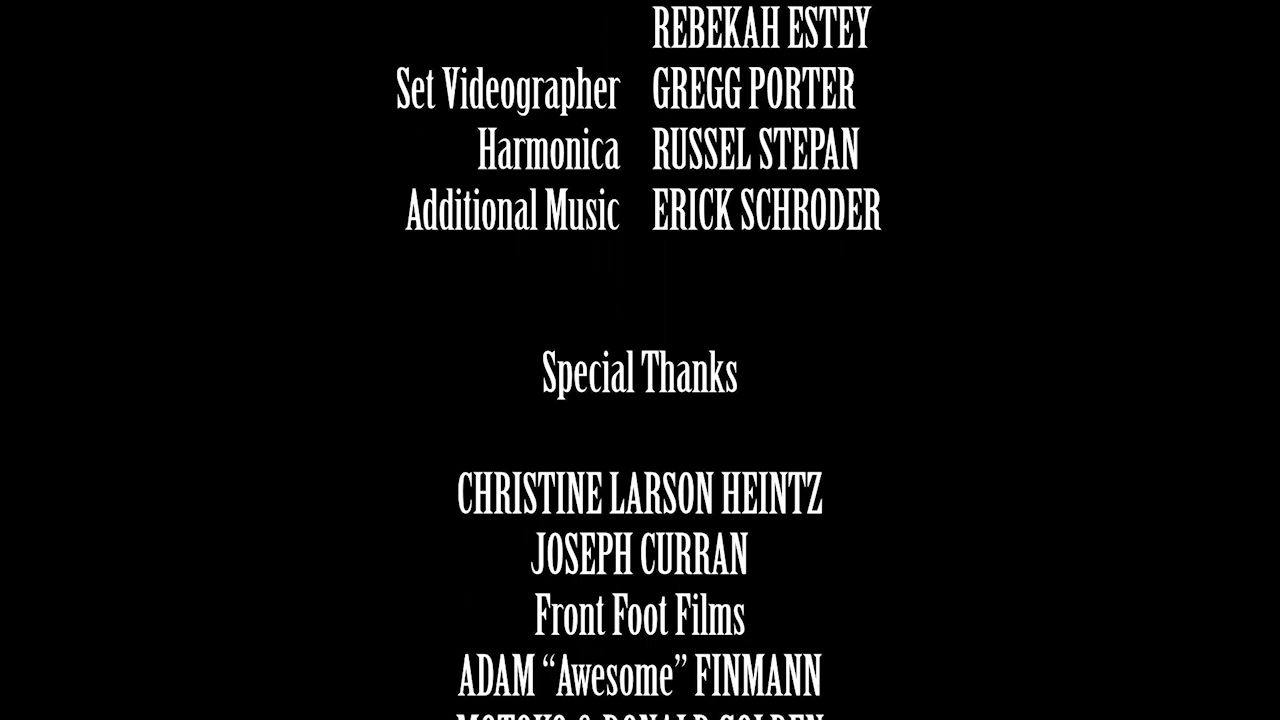 REBEKAH ESTEY
Set Videographer GREGG PORTER
Harmonica RUSSEL STEPAN
Additional Music ERICK SCHRODER
Special Thanks
CHRISTINE LARSON HEINTZ
JOSEPH CURRAN
Front Foot Films
ADAM “Awesome” FINMANN